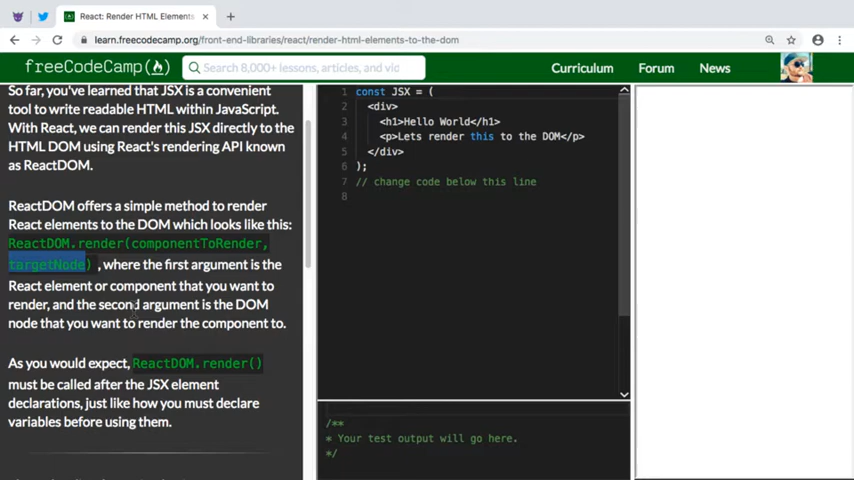 React: Render HTML Elements
learn.freecodecamp.org/front-end-libraries/react/render-html-elements-to-the-dom
freeCodeCamp
Search 8,000+ lessons, articles, and vid
Curriculum
Forum
News
So far, you've learned that JSX is a convenient
tool to write readable HTML within JavaScript.
With React, we can render this JSX directly to the
HTML DOM using React's rendering API known
as ReactDOM.
ReactDOM offers a simple method to render
React elements to the DOM which looks like this:
ReactDOM.render(componentToRender,
targetNode) , where the first argument is the
React element or component that you want to
render, and the second argument is the DOM
node that you want to render the component to.
As you would expect, ReactDOM.render()
must be called after the JSX element
declarations, just like how you must declare
variables before using them.
1 const JSX = (
2 <div>
3 <h1>Hello World</h1>
4 <p>Lets render this to the DOM</p>
5 </div>
6 );
7 // change code below this line
8
/**
* Your test output will go here.
*/